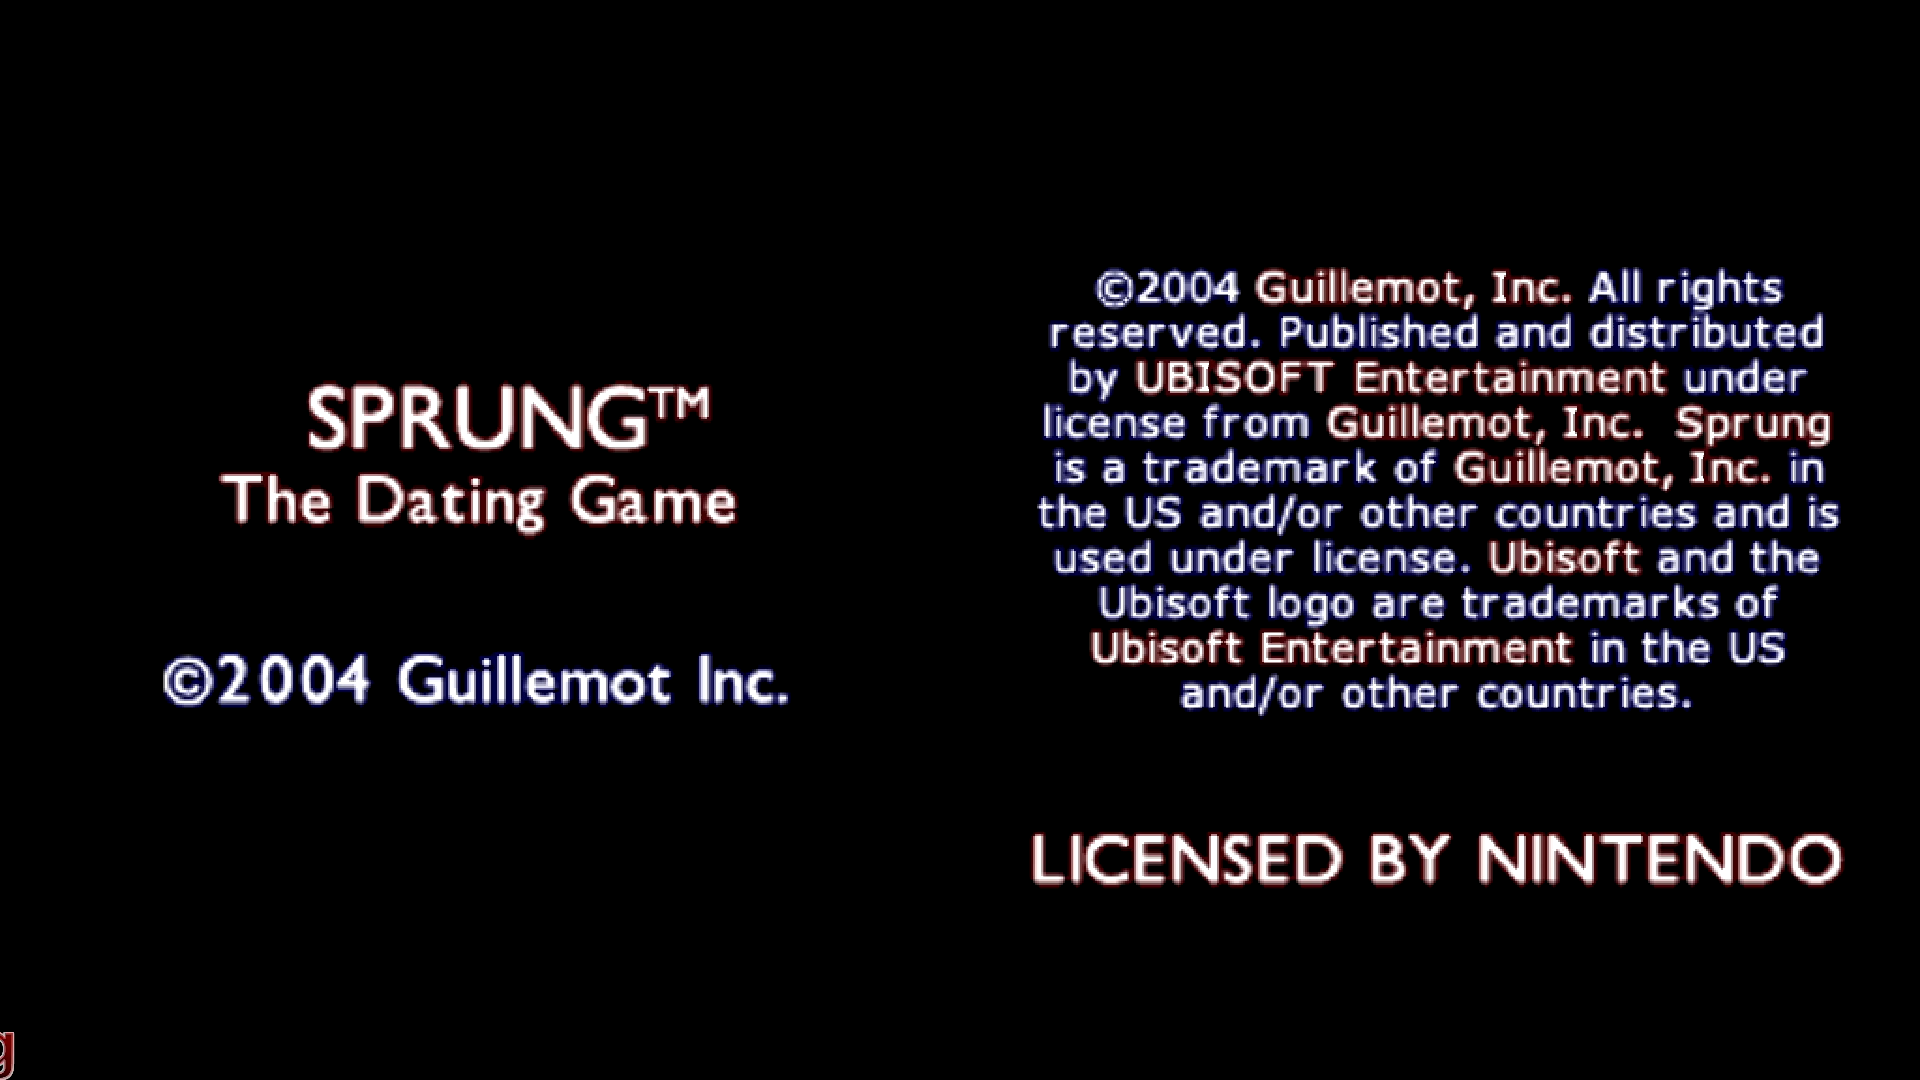 SPRUNG™
The Dating Game
©2004 Guillemot Inc.
©2004 Guillemot, Inc. All rights
reserved. Published and distributed
by UBISOFT Entertainment under
license from Guillemot, Inc.  Sprung
is a trademark of Guillemot, Inc. in
the US and/or other countries and is
used under license. Ubisoft and the
Ubisoft logo are trademarks of
Ubisoft Entertainment in the US
and/or other countries.
LICENSED BY NINTENDO
g